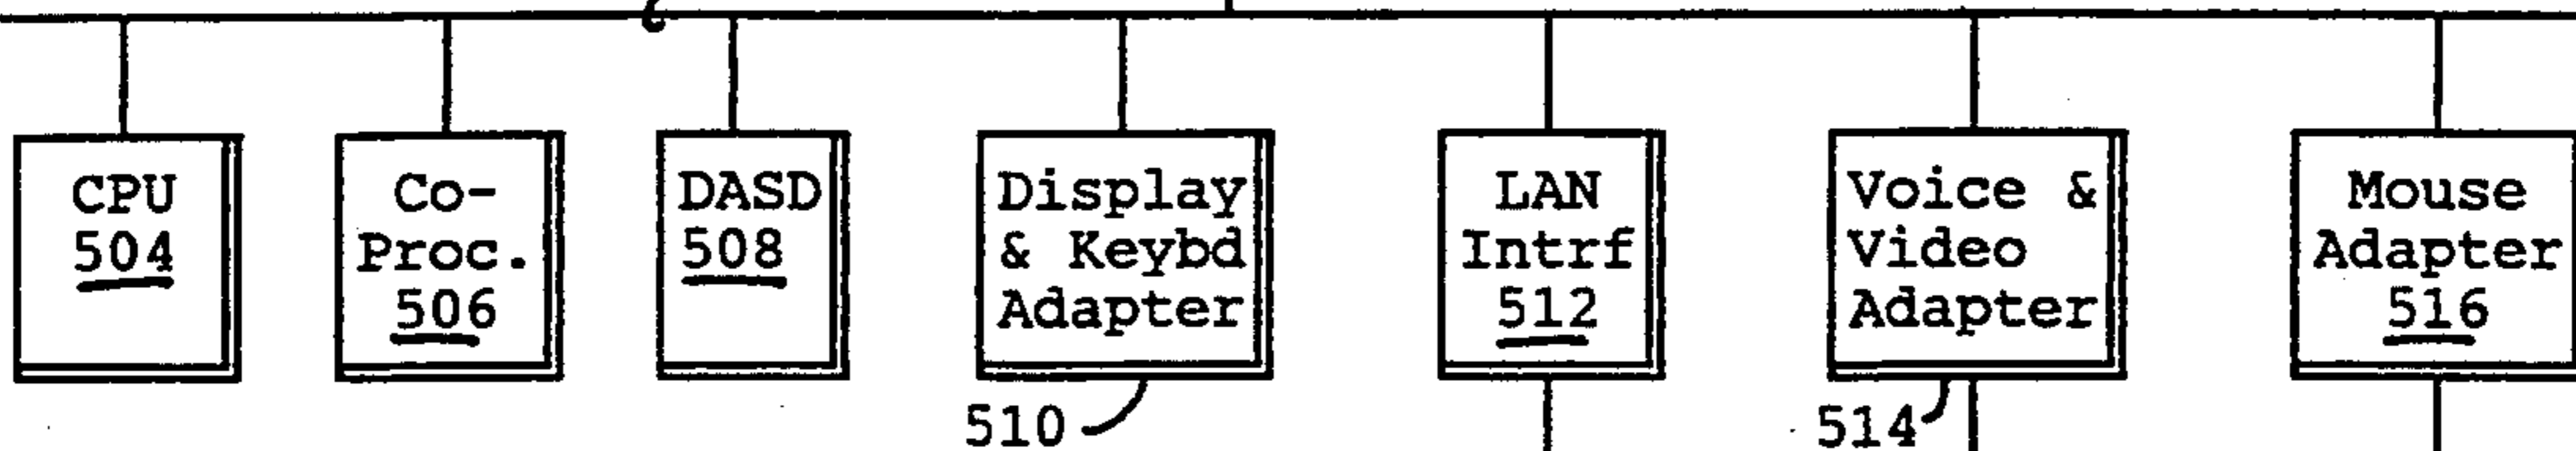 CPU
504
Co-
Proc.
506
DASD
508
Display
& Keybd
Adapter
510
LAN
Intrf
512
Voice &
Video
Adapter
514
Mouse
Adapter
516